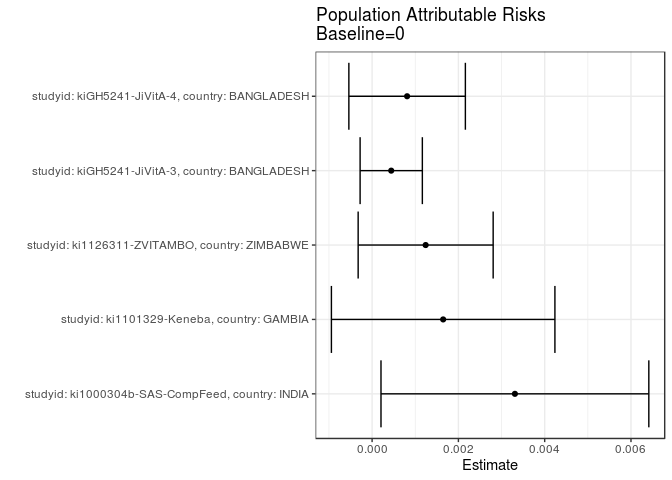 Population Attributable Risks
Baseline=0
studyid: kiGH5241-JiVitA-4, country: BANGLADESH
studyid: kiGH5241-JiVitA-3, country: BANGLADESH
studyid: ki1126311-ZVITAMBO, country: ZIMBABWE
studyid: ki1101329-Keneba, country: GAMBIA
studyid: ki1000304b-SAS-CompFeed, country: INDIA
0.000 0.002 0.004 0.006
Estimate